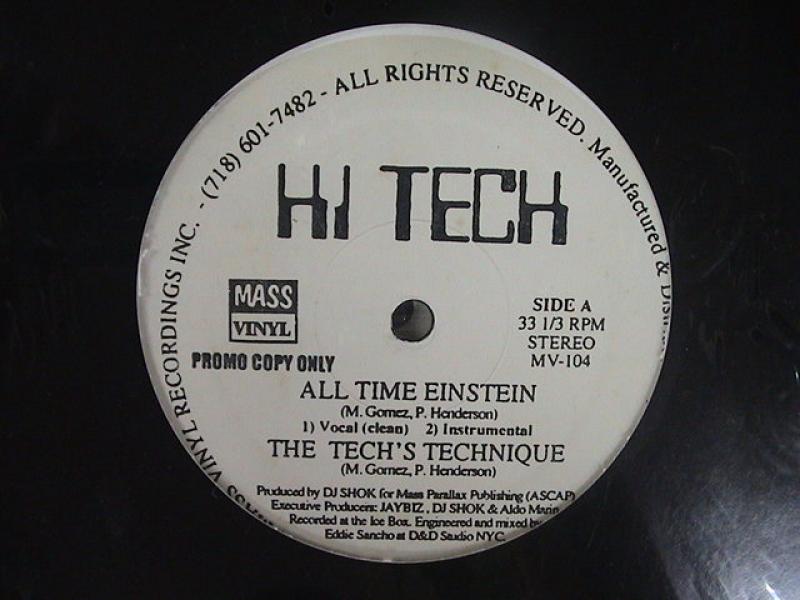 VINYL RECORDINGS INC. - (718) 601-7482 - ALL RIGHTS RESERVED. Manufactured &
HI TECH
MASS
VINYL
PROMO COPY ONLY
SIDE A
33 1/3 RPM
STEREO
MV-104
ALL TIME EINSTEIN
(M. Gomez, P. Henderson)
1) Vocal (clean) 2) Instrumental
THE TECH'S TECHNIQUE
(M. Gomez, P. Henderson)
Produced by DJ SHOK for Mass Parallax Publishing (ASCAP)
Executive Producers: JAYBIZ, DJ SHOK & Aldo Marin
Recorded at the Ice Box. Engineered and mixed by
Eddie Sancho at D&D Studio NYC.